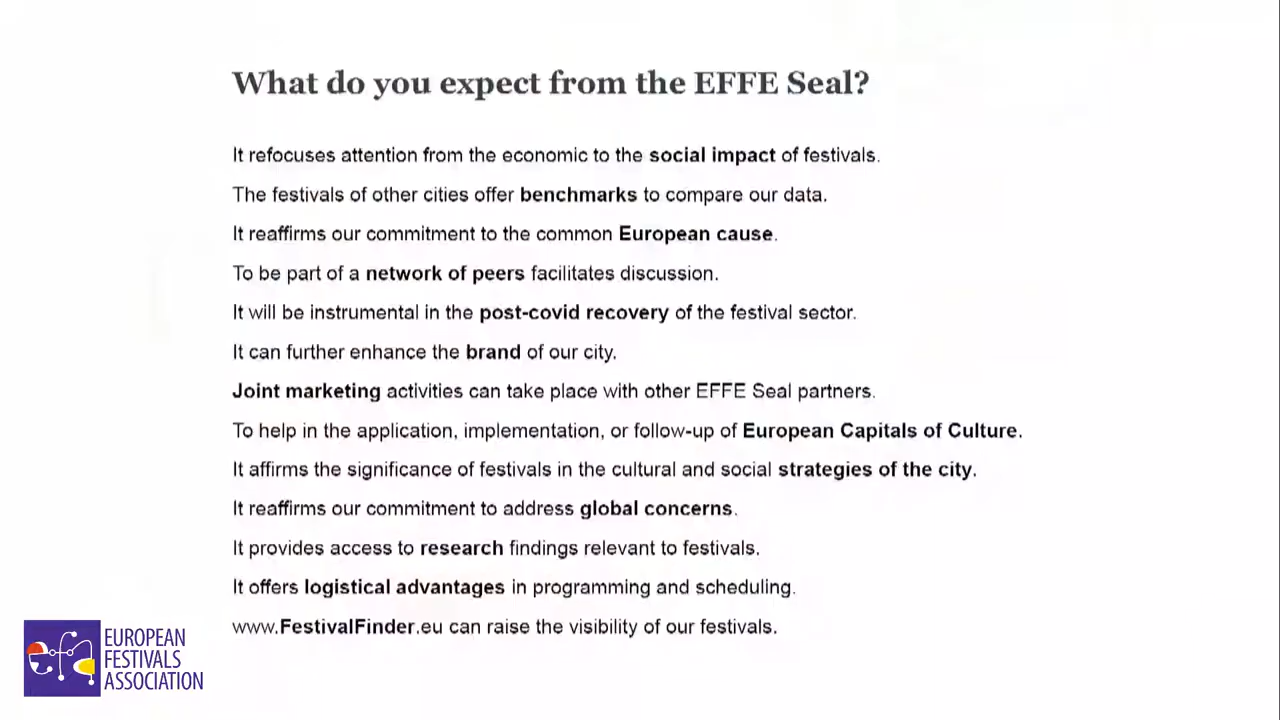 What do you expect from the EFFE Seal?
It refocuses attention from the economic to the social impact of festivals.
The festivals of other cities offer benchmarks to compare our data.
It reaffirms our commitment to the common European cause.
To be part of a network of peers facilitates discussion.
It will be instrumental in the post-covid recovery of the festival sector.
It can further enhance the brand of our city.
Joint marketing activities can take place with other EFFE Seal partners.
To help in the application, implementation, or follow-up of European Capitals of Culture.
It affirms the significance of festivals in the cultural and social strategies of the city.
It reaffirms our commitment to address global concerns.
It provides access to research findings relevant to festivals.
It offers logistical advantages in programming and scheduling.
www.FestivalFinder.eu can raise the visibility of our festivals.
EUROPEAN
FESTIVALS
ASSOCIATION